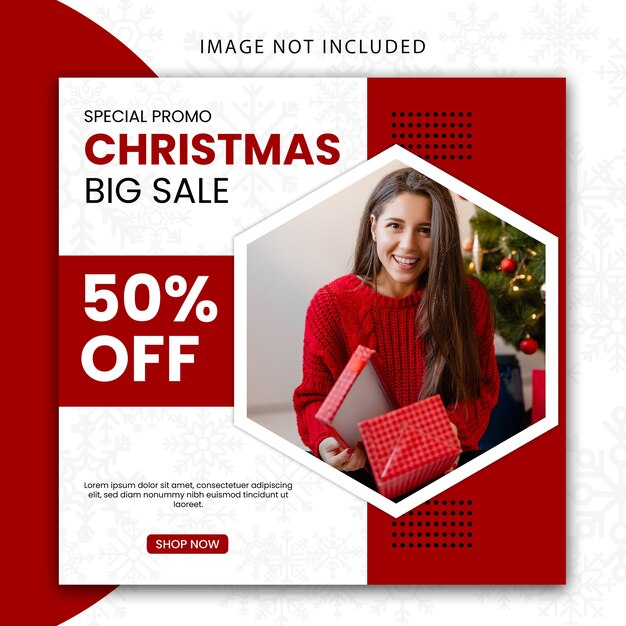 IMAGE NOT INCLUDED
SPECIAL PROMO
CHRISTMAS
BIG SALE
50%
OFF
Lorem ipsum dolor sit amet, consectetuer adipiscing
elit, sed diam nonummy nibh euismod tincidunt ut
laoreet.
SHOP NOW